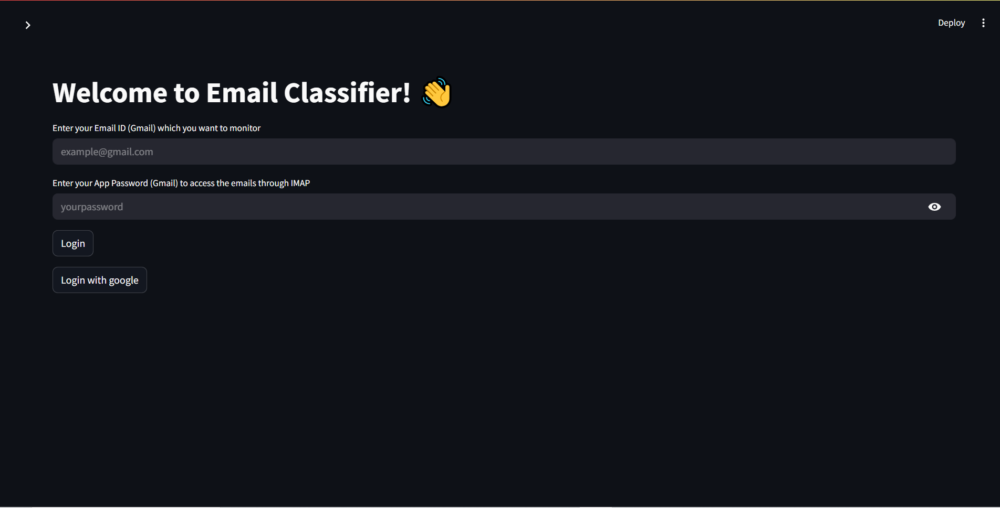 Deploy
Welcome to Email Classifier! 👋
Enter your Email ID (Gmail) which you want to monitor
example@gmail.com
Enter your App Password (Gmail) to access the emails through IMAP
yourpassword
Login
Login with google